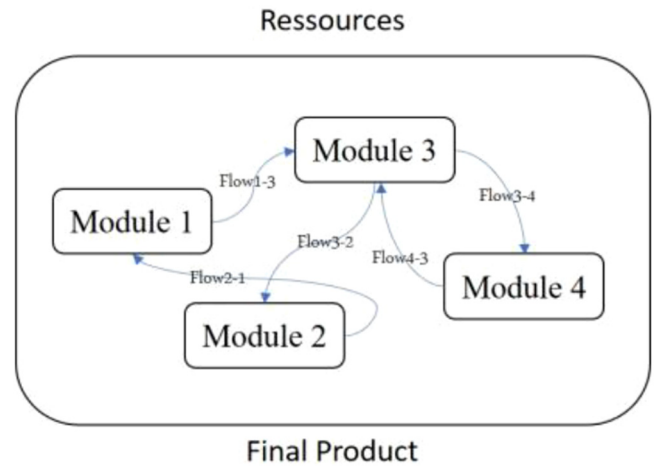 Ressources
Module 3
Flow1-3
Flow3-4
Module 1
Flow3-2
Flow4-3
Flow2-1
Module 4
Module 2
Final Product